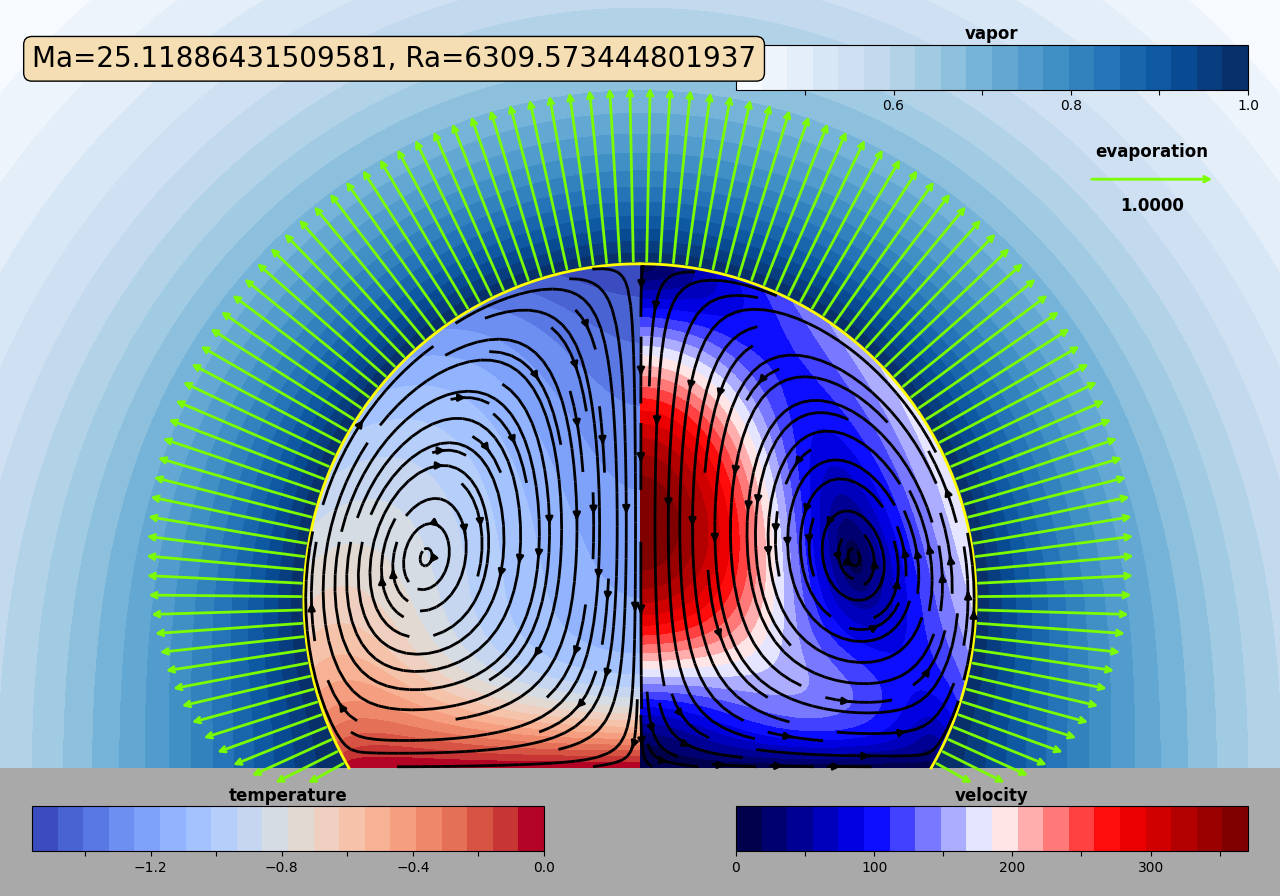 Ma=25.11886431509581, Ra=6309.573444801937
vapor
0.6 0.8 1.0
evaporation
1.0000
temperature
−1.2 −0.8 −0.4 0.0
velocity
0 100 200 300